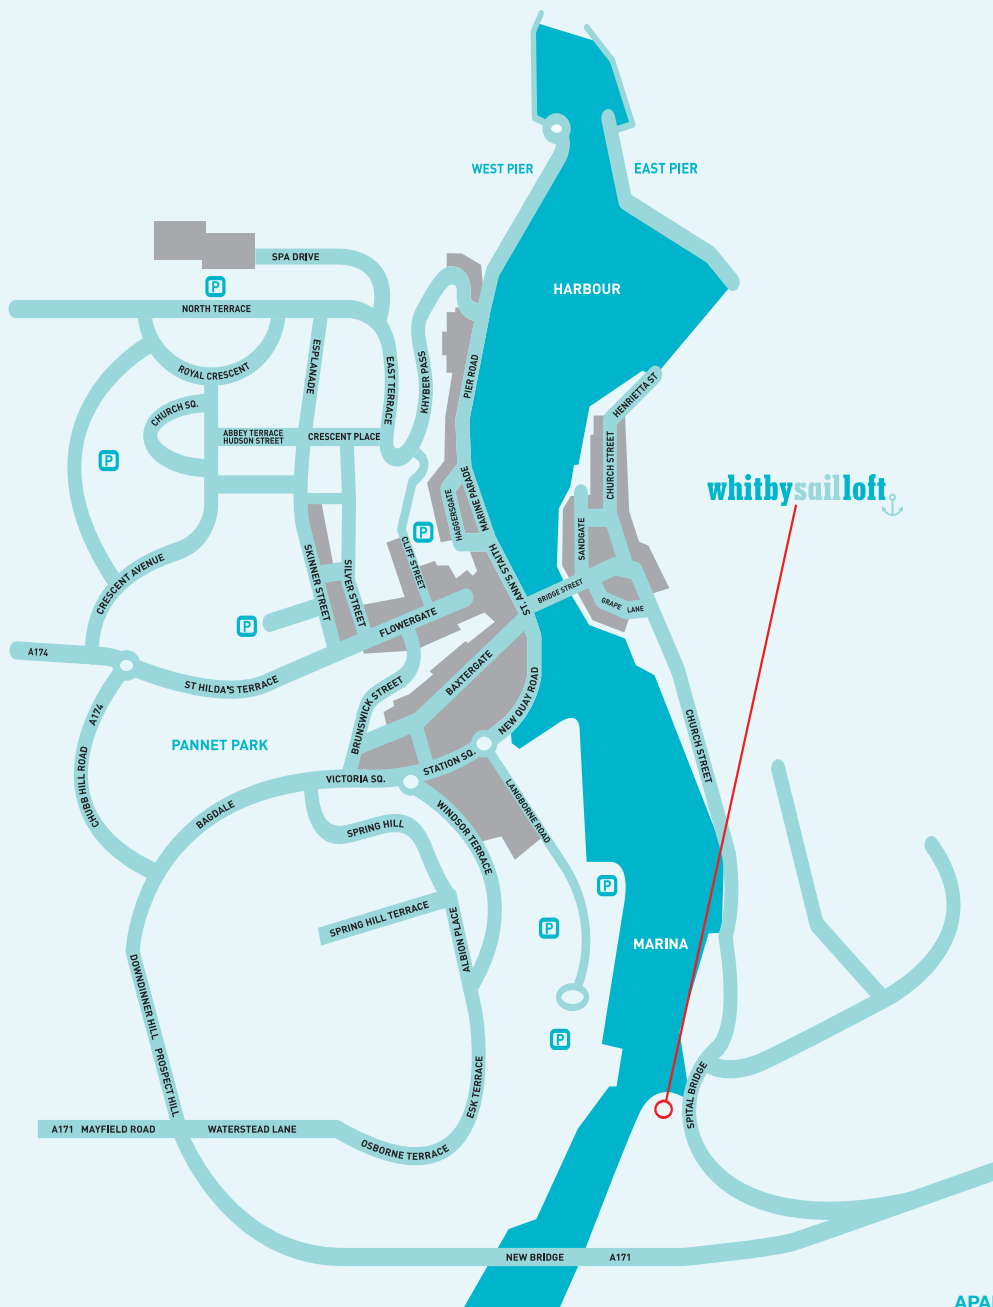 WEST PIER
EAST PIER
SPA DRIVE
P
HARBOUR
NORTH TERRACE
ROYAL CRESCENT
ESPLANADE
EAST TERRACE
KHYBER PASS
PIER ROAD
HENRIETTA ST
CHURCH SQ.
ABBEY TERRACE
HUDSON STREET
CRESCENT PLACE
P
CHURCH STREET
whitbysailloft
HAGGERSGATE
MARINE PARADE
P
SANDGATE
CRESCENT AVENUE
SKINNER STREET
SILVER STREET
CLIFF STREET
ST. ANN'S STAITH
BRIDGE STREET
GRAPE LANE
P
FLOWERGATE
A174
ST HILDA'S TERRACE
BAXTERGATE
NEW QUAY ROAD
BRUNSWICK STREET
A174
CHUBB HILL ROAD
PANNET PARK
CHURCH STREET
STATION SQ.
VICTORIA SQ.
BAGDALE
LANGBORNE ROAD
WINDSOR TERRACE
SPRING HILL
P
SPRING HILL TERRACE
ALBION PLACE
P
MARINA
DOWNDINNER HILL
PROSPECT HILL
P
ESK TERRACE
SPITAL BRIDGE
A171 MAYFIELD ROAD
WATERSTEAD LANE
OSBORNE TERRACE
NEW BRIDGE
A171
APA